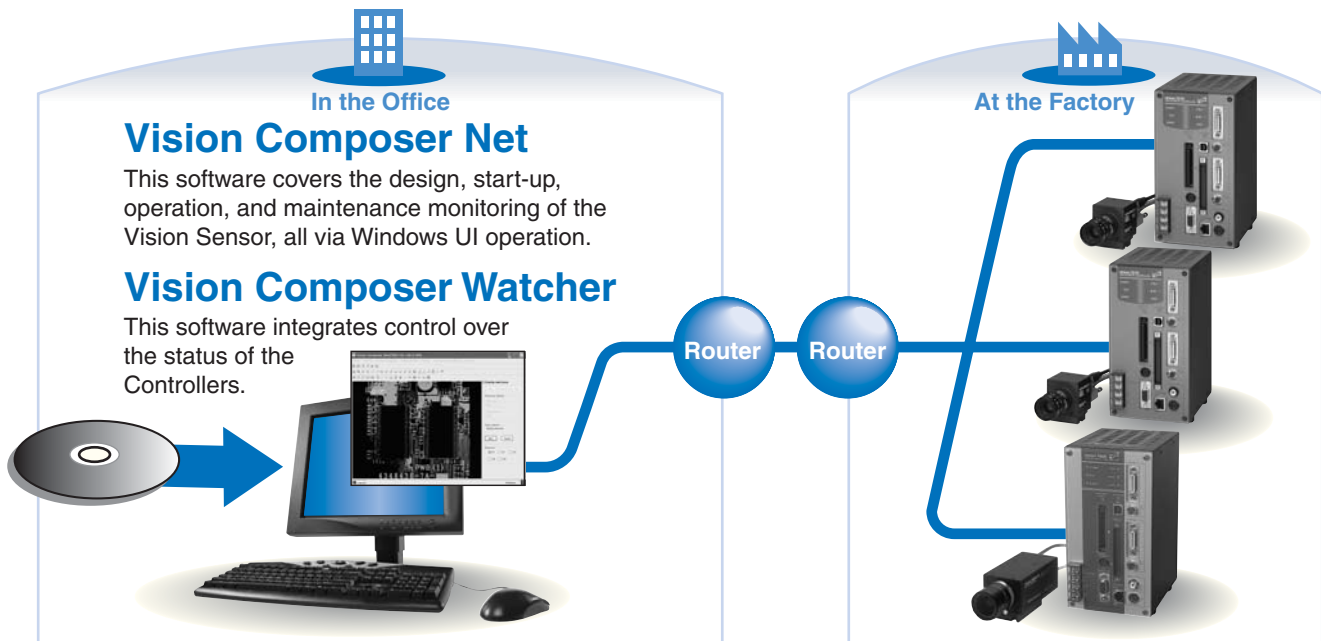 In the Office
Vision Composer Net
This software covers the design, start-up,
operation, and maintenance monitoring of the
Vision Sensor, all via Windows UI operation.
Vision Composer Watcher
This software integrates control over
the status of the
Controllers.
Router
Router
At the Factory